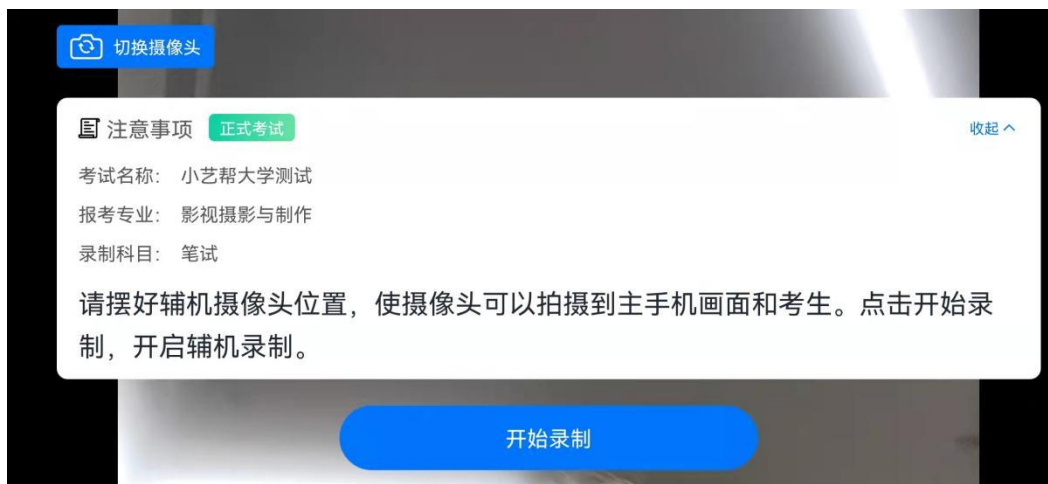 切换摄像头
注意事项 正式考试 收起
考试名称: 小艺帮大学测试
报考专业: 影视摄影与制作
录制科目: 笔试
请摆好辅机摄像头位置，使摄像头可以拍摄到主手机画面和考生。点击开始录
制，开启辅机录制。
开始录制